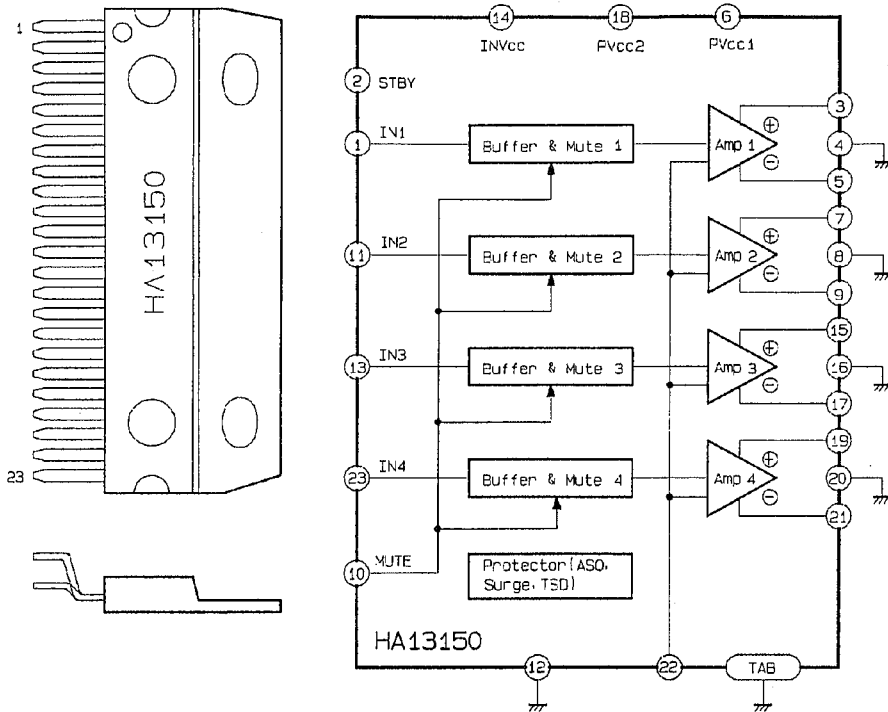 1
HA13150
23
14
INVcc
18
PVcc2
6
PVcc1
2 STBY
1 IN1
Buffer & Mute 1
Amp 1
+
-
3
4
5
11 IN2
Buffer & Mute 2
Amp 2
+
-
7
8
9
13 IN3
Buffer & Mute 3
Amp 3
+
-
15
16
17
23 IN4
Buffer & Mute 4
Amp 4
+
-
19
20
21
10 MUTE
Protector(ASO,
Surge,TSD)
HA13150
12
22
TAB